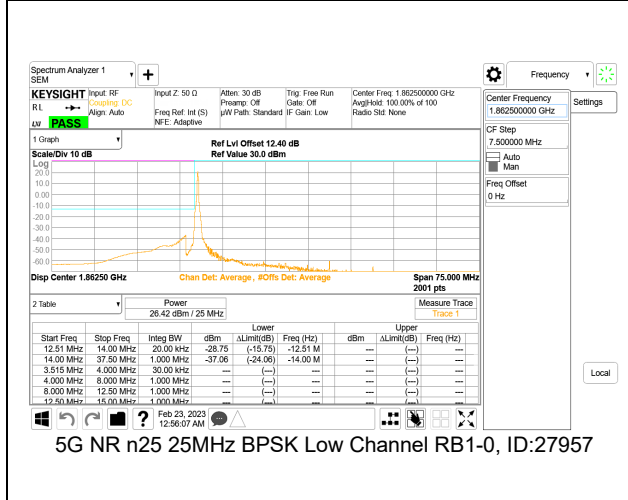 Spectrum Analyzer 1
SEM
Frequency
KEYSIGHT
RL
LXI
PASS
Input: RF
Coupling: DC
Align: Auto
Input Z: 50 Ω
Freq Ref: Int (S)
NFE: Adaptive
Atten: 30 dB
Preamp: Off
µW Path: Standard
Trig: Free Run
Gate: Off
IF Gain: Low
Center Freq: 1.862500000 GHz
Avg|Hold: 100.00% of 100
Radio Std: None
Center Frequency
1.862500000 GHz
Settings
CF Step
7.500000 MHz
Auto
Man
Freq Offset
0 Hz
Local
1 Graph
Scale/Div 10 dB
Ref Lvl Offset 12.40 dB
Ref Value 30.0 dBm
Log
20.0
10.0
0.00
-10.0
-20.0
-30.0
-40.0
-50.0
-60.0
Disp Center 1.86250 GHz
Chan Det: Average , #Offs Det: Average
Span 75.000 MHz
2001 pts
2 Table
Power
26.42 dBm / 25 MHz
Measure Trace
Trace 1
Lower Upper
Start Freq Stop Freq Integ BW dBm ΔLimit(dB) Freq (Hz) dBm ΔLimit(dB) Freq (Hz)
12.51 MHz 14.00 MHz 20.00 kHz -28.75 (-15.75) -12.51 M --- (---) ---
14.00 MHz 37.50 MHz 1.000 MHz -37.06 (-24.06) -14.00 M --- (---) ---
3.515 MHz 4.000 MHz 30.00 kHz --- (---) --- --- (---) ---
4.000 MHz 8.000 MHz 1.000 MHz --- (---) --- --- (---) ---
8.000 MHz 12.50 MHz 1.000 MHz --- (---) --- --- (---) ---
12.50 MHz 15.00 MHz 1.000 MHz --- (---) --- --- (---) ---
?
Feb 23, 2023
12:56:07 AM
5G NR n25 25MHz BPSK Low Channel RB1-0, ID:27957